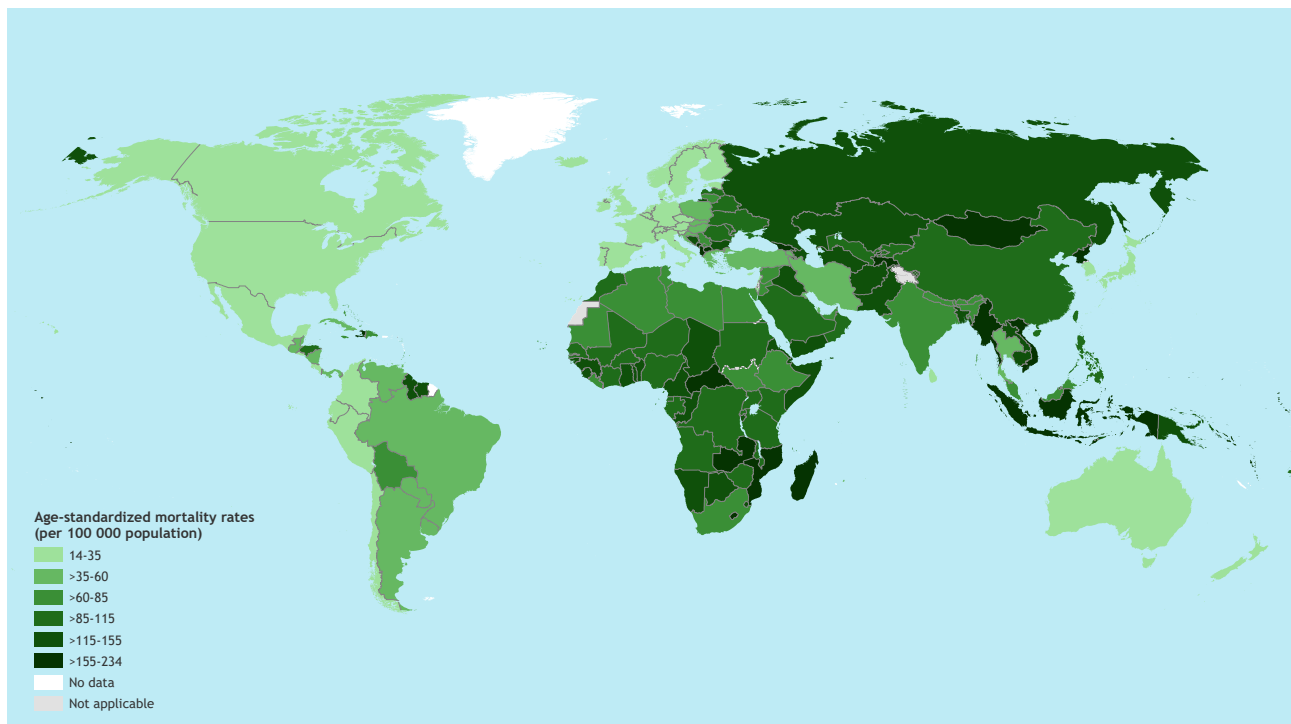 Age-standardized mortality rates
(per 100 000 population)
14-35
>35-60
>60-85
>85-115
>115-155
>155-234
No data
Not applicable